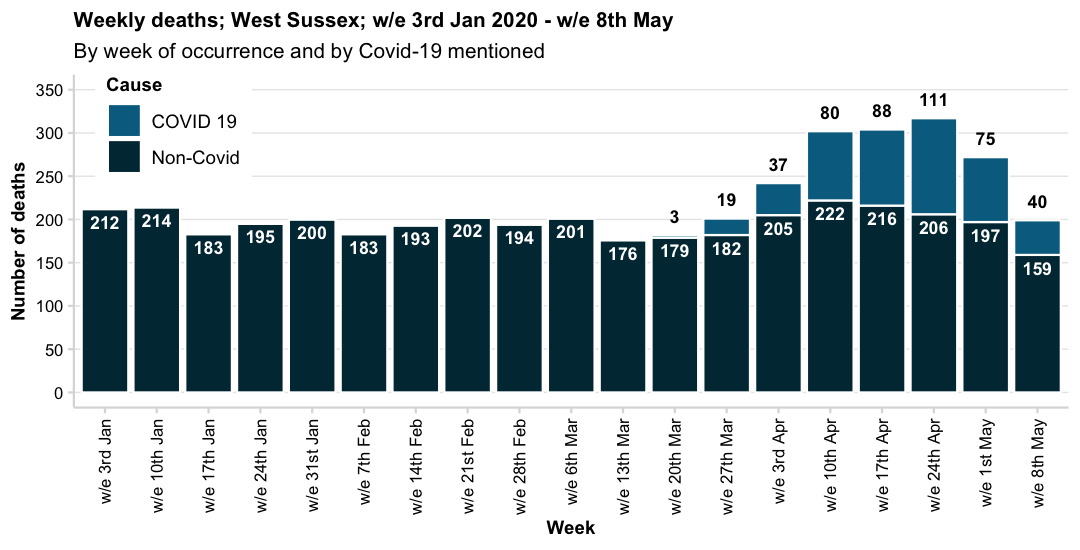 Weekly deaths; West Sussex; w/e 3rd Jan 2020 - w/e 8th May
By week of occurrence and by Covid-19 mentioned
Cause
COVID 19
Non-Covid
Number of deaths
350
300
250
200
150
100
50
0
3 19 37 80 88 111 75 40
212 214 183 195 200 183 193 202 194 201 176 179 182 205 222 216 206 197 159
w/e 3rd Jan
w/e 10th Jan
w/e 17th Jan
w/e 24th Jan
w/e 31st Jan
w/e 7th Feb
w/e 14th Feb
w/e 21st Feb
w/e 28th Feb
w/e 6th Mar
w/e 13th Mar
w/e 20th Mar
w/e 27th Mar
w/e 3rd Apr
w/e 10th Apr
w/e 17th Apr
w/e 24th Apr
w/e 1st May
w/e 8th May
Week